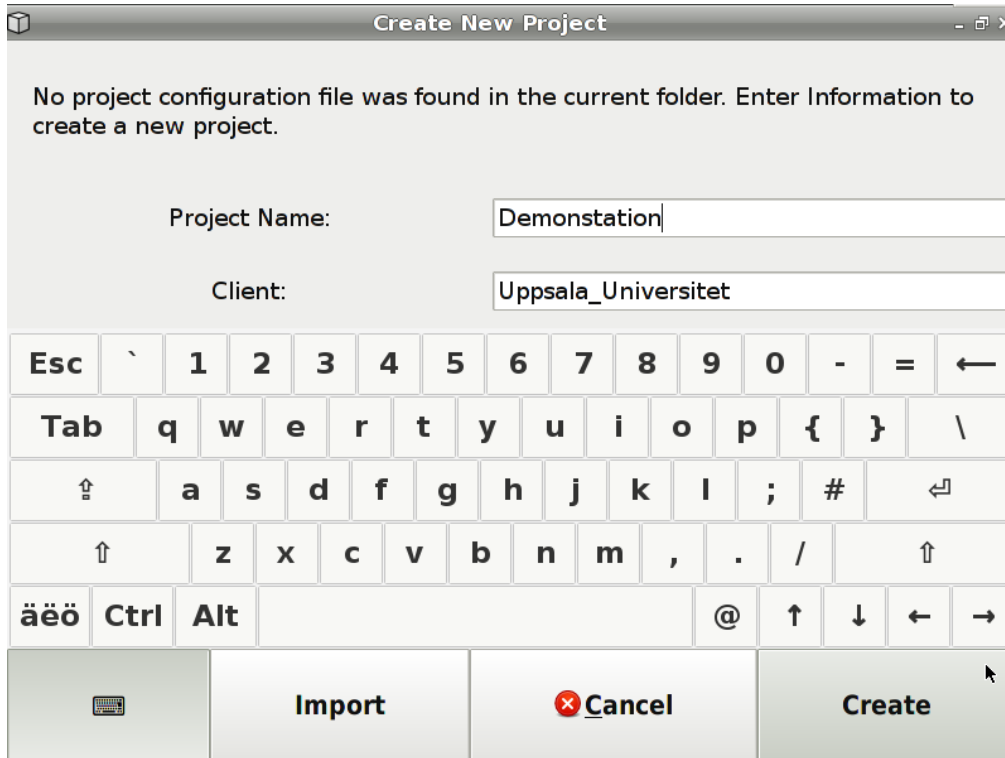 Create New Project
No project configuration file was found in the current folder. Enter Information to
create a new project.
Project Name: Demonstation
Client: Uppsala_Universitet
Esc ` 1 2 3 4 5 6 7 8 9 0 - = ←
Tab q w e r t y u i o p { } \
⇪ a s d f g h j k l ; # ⏎
⇧ z x c v b n m , . / ⇧
äëö Ctrl Alt @ ↑ ↓ ← →
Import Cancel Create